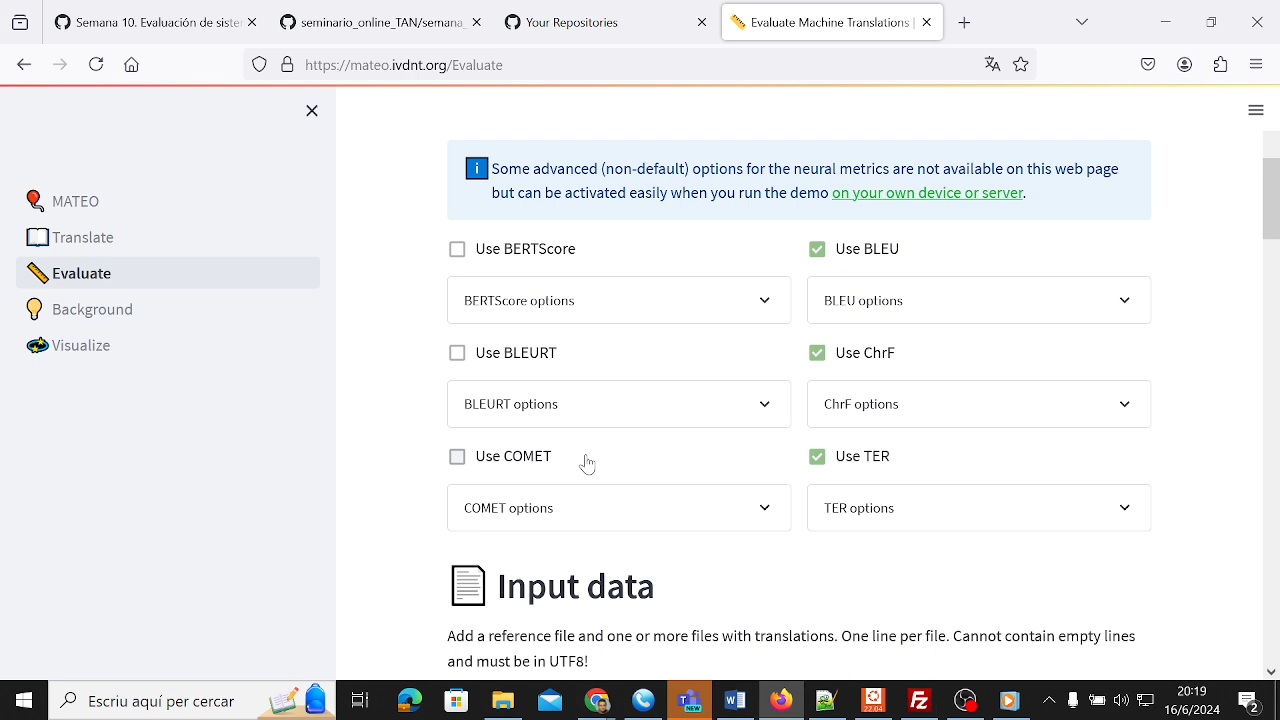 Semana 10. Evaluación de sister
seminario_online_TAN/semana_
Your Repositories
Evaluate Machine Translations |
https://mateo.ivdnt.org/Evaluate
MATEO
Translate
Evaluate
Background
Visualize
Some advanced (non-default) options for the neural metrics are not available on this web page
but can be activated easily when you run the demo on your own device or server.
Use BERTScore
Use BLEU
BERTScore options
BLEU options
Use BLEURT
Use ChrF
BLEURT options
ChrF options
Use COMET
Use TER
COMET options
TER options
Input data
Add a reference file and one or more files with translations. One line per file. Cannot contain empty lines
and must be in UTF8!
Escriu aquí per cercar
NEW
22.04
20:19
16/6/2024
2